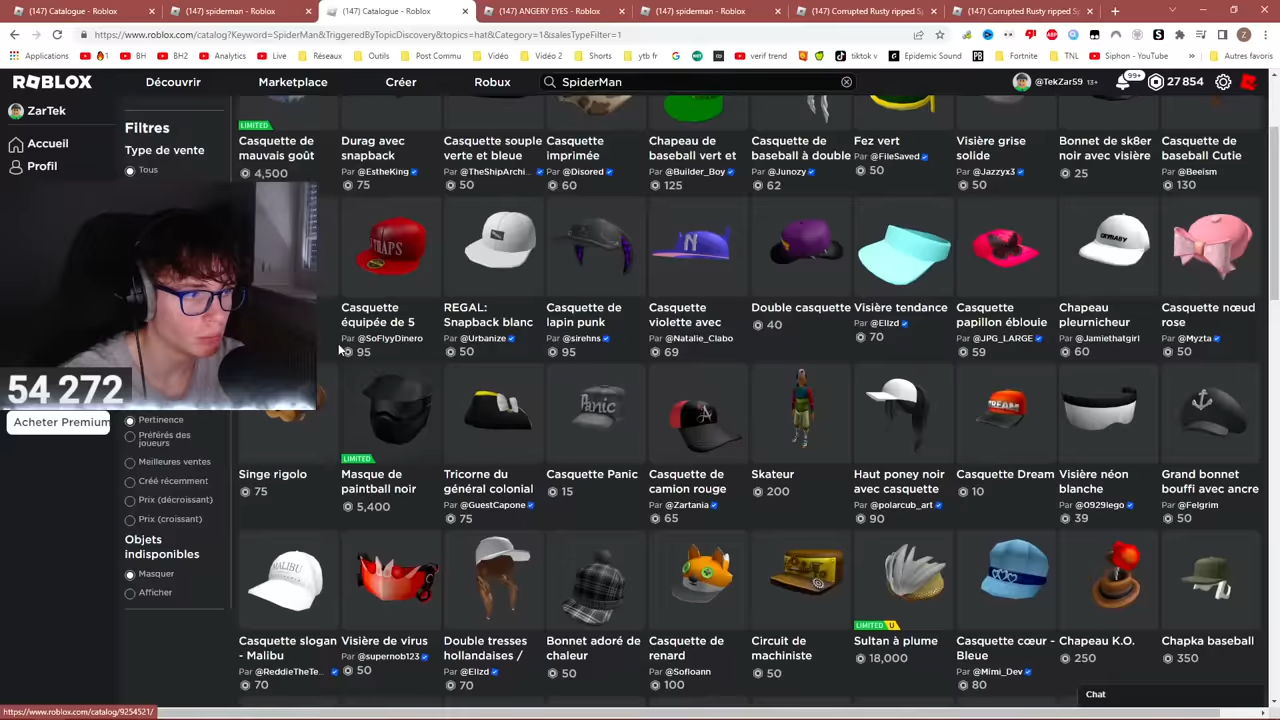 (147) Catalogue - Roblox
(147) spiderman - Roblox
(147) Catalogue - Roblox
(147) ANGERY EYES - Roblox
(147) spiderman - Roblox
(147) Corrupted Rusty ripped Sp
(147) Corrupted Rusty ripped Sp
https://www.roblox.com/catalog?Keyword=SpiderMan&TriggeredByTopicDiscovery&topics=hat&Category=1&salesTypeFilter=1
Applications
(1)
BH
BH2
Analytics
Live
Réseaux
Outils
Post Commu
Vidéo
Vidéo 2
ytb fr
verif trend
tiktok v
Epidemic Sound
Fortnite
TNL
Siphon - YouTube
Autres favoris
ROBLOX
Découvrir
Marketplace
Créer
Robux
SpiderMan
@TekZar59 13+
99+
27 854
ZarTek
Accueil
Profil
54 272
Acheter Premium
Filtres
Type de vente
Tous
Pertinence
Préférés des
joueurs
Meilleures ventes
Créé récemment
Prix (décroissant)
Prix (croissant)
Objets
indisponibles
Masquer
Afficher
LIMITED
Casquette de
mauvais goût
4,500
Durag avec
snapback
Par @EstheKing
75
Casquette souple
verte et bleue
Par @TheShipArchi...
50
Casquette
imprimée
Par @Disored
60
Chapeau de
baseball vert et
Par @Builder_Boy
125
Casquette de
baseball à double
Par @Junozy
62
Fez vert
Par @FileSaved
50
Visière grise
solide
Par @Jazzyx3
50
Bonnet de sk8er
noir avec visière
25
Casquette de
baseball Cutie
Par @Beeism
130
TRAPS
Casquette
équipée de 5
Par @SoFlyyDinero
95
REGAL:
Snapback blanc
Par @Urbanize
50
Casquette de
lapin punk
Par @sirehns
95
N
Casquette
violette avec
Par @Natalie_Clabo
69
Double casquette
40
Visière tendance
Par @Ellzd
70
Casquette
papillon éblouie
Par @JPG_LARGE
59
CRYBABY
Chapeau
pleurnicheur
Par @Jamiethatgirl
60
Casquette nœud
rose
Par @Myzta
50
Singe rigolo
75
LIMITED
Masque de
paintball noir
5,400
Tricorne du
général colonial
Par @GuestCapone
75
Panic
Casquette Panic
15
A
Casquette de
camion rouge
Par @Zartania
65
Skateur
200
Haut poney noir
avec casquette
Par @polarcub_art
90
DREAM
Casquette Dream
10
Visière néon
blanche
Par @0929lego
39
Grand bonnet
bouffi avec ancre
Par @Felgrim
50
MALIBU
Casquette slogan
- Malibu
Par @ReddieTheTe...
70
Visière de virus
Par @supernob123
50
Double tresses
hollandaises /
Par @Ellzd
70
Bonnet adoré de
chaleur
50
Casquette de
renard
Par @Sofloann
100
Circuit de
machiniste
50
LIMITED U
Sultan à plume
18,000
Casquette cœur -
Bleue
Par @Mimi_Dev
80
Chapeau K.O.
250
Chapka baseball
350
Chat
https://www.roblox.com/catalog/9254521/